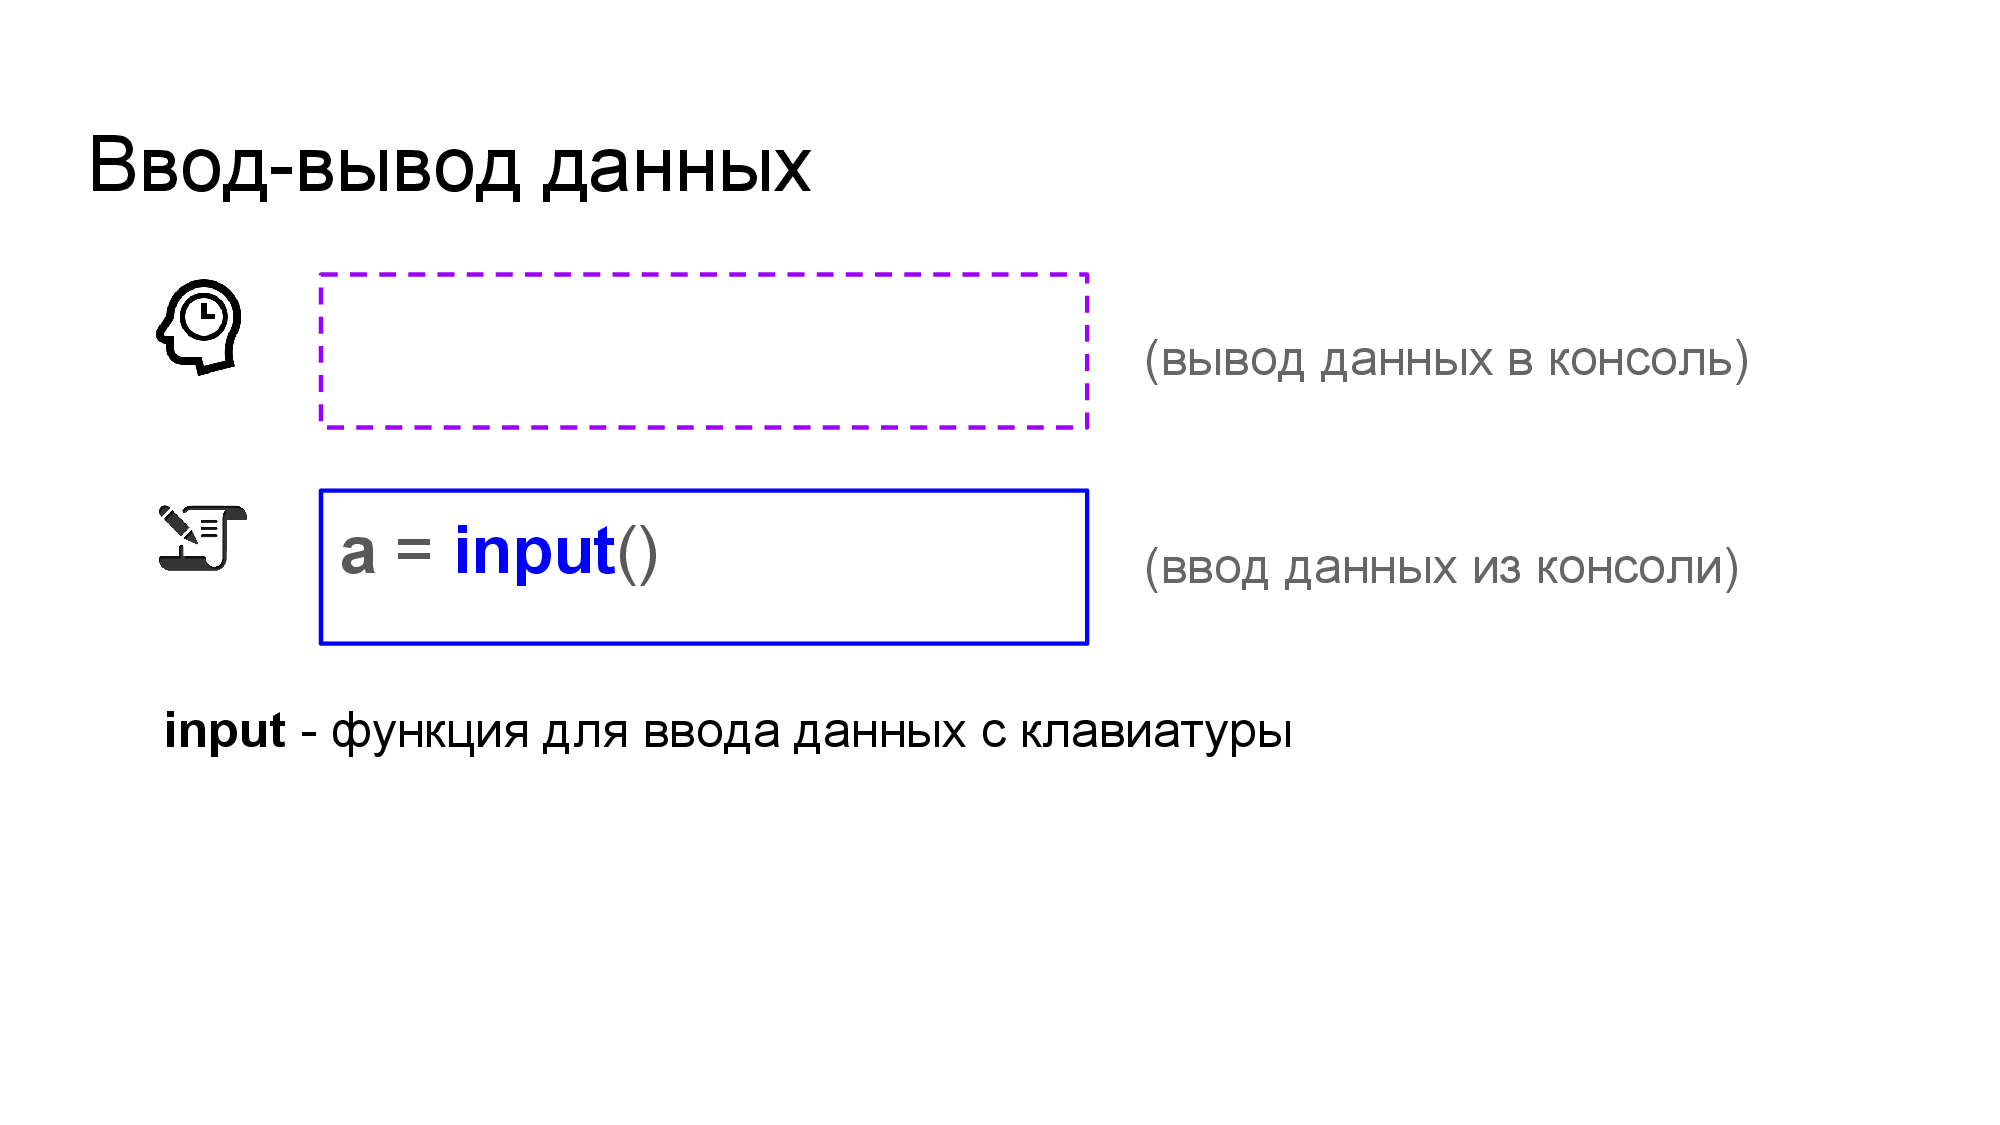 Ввод-вывод данных
(вывод данных в консоль)
a = input()
(ввод данных из консоли)
input - функция для ввода данных с клавиатуры